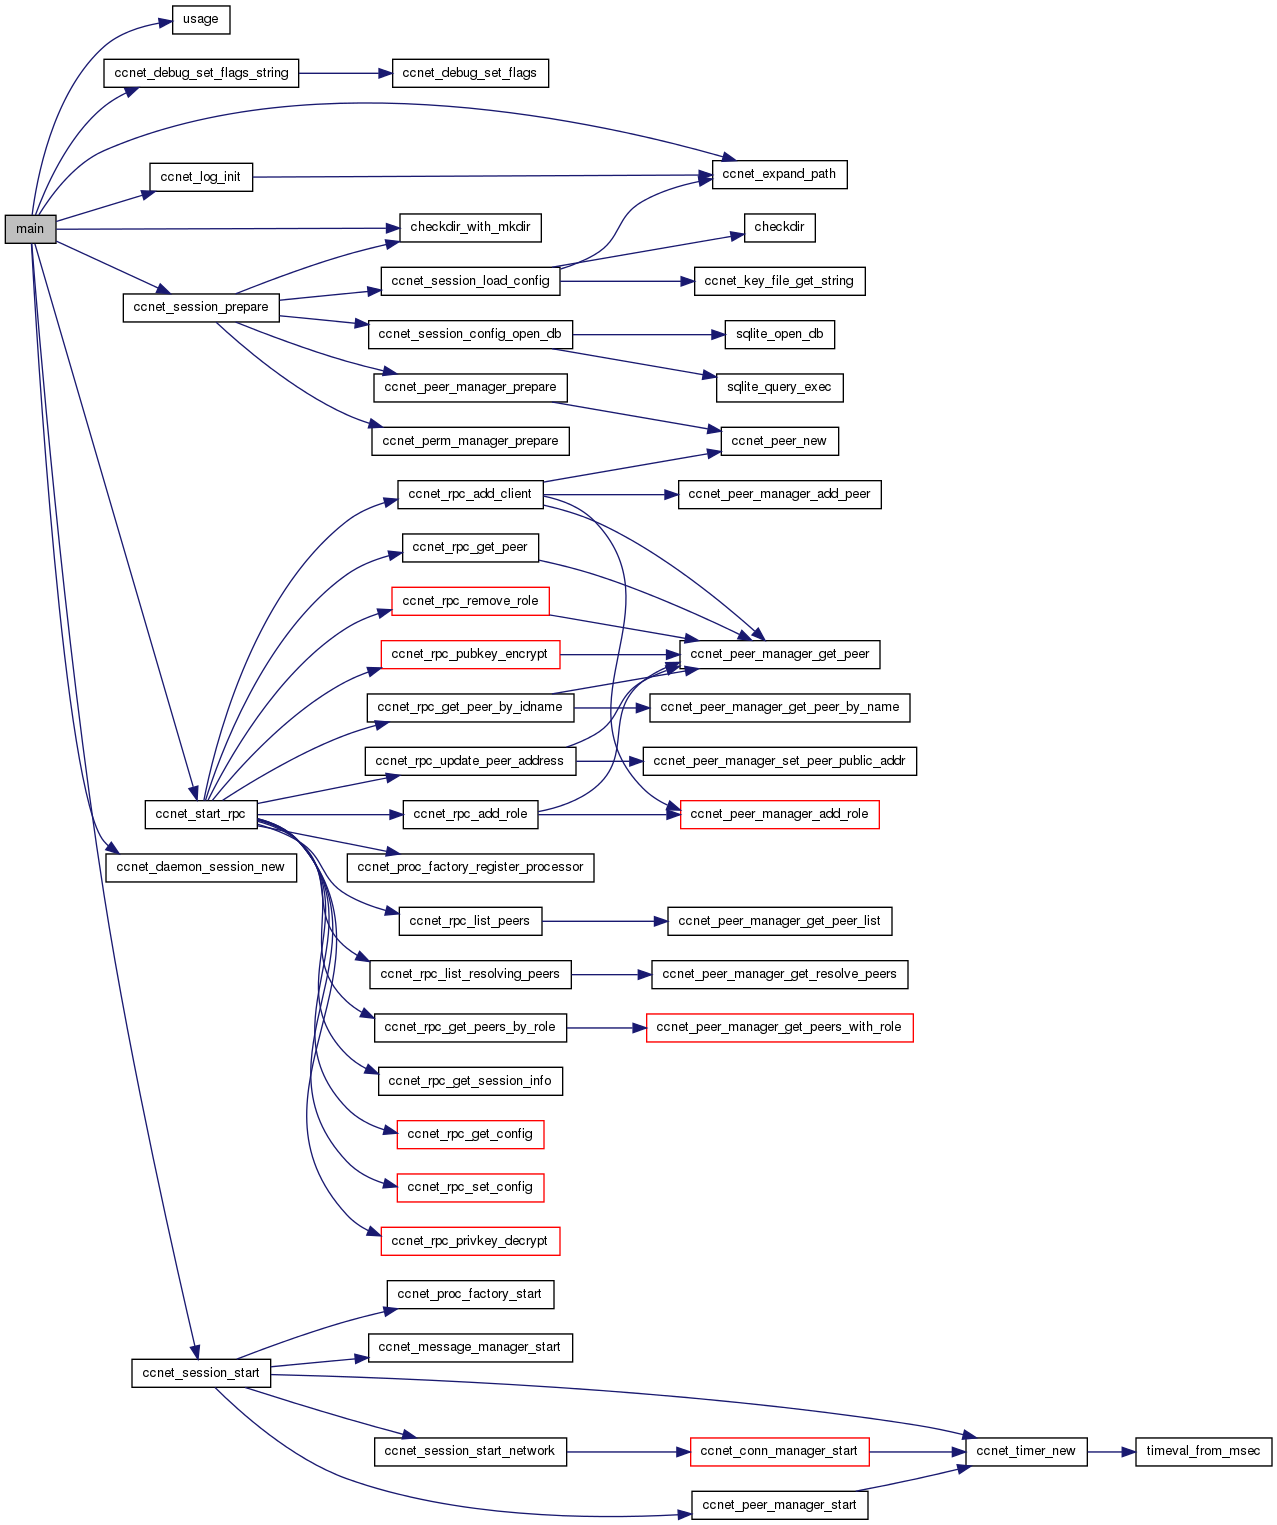 usage
ccnet_debug_set_flags_string
ccnet_debug_set_flags
ccnet_log_init
ccnet_expand_path
main
checkdir_with_mkdir
checkdir
ccnet_session_load_config
ccnet_key_file_get_string
ccnet_session_prepare
ccnet_session_config_open_db
sqlite_open_db
ccnet_peer_manager_prepare
sqlite_query_exec
ccnet_perm_manager_prepare
ccnet_peer_new
ccnet_rpc_add_client
ccnet_peer_manager_add_peer
ccnet_rpc_get_peer
ccnet_rpc_remove_role
ccnet_rpc_pubkey_encrypt
ccnet_peer_manager_get_peer
ccnet_rpc_get_peer_by_idname
ccnet_peer_manager_get_peer_by_name
ccnet_rpc_update_peer_address
ccnet_peer_manager_set_peer_public_addr
ccnet_start_rpc
ccnet_rpc_add_role
ccnet_peer_manager_add_role
ccnet_daemon_session_new
ccnet_proc_factory_register_processor
ccnet_rpc_list_peers
ccnet_peer_manager_get_peer_list
ccnet_rpc_list_resolving_peers
ccnet_peer_manager_get_resolve_peers
ccnet_rpc_get_peers_by_role
ccnet_peer_manager_get_peers_with_role
ccnet_rpc_get_session_info
ccnet_rpc_get_config
ccnet_rpc_set_config
ccnet_rpc_privkey_decrypt
ccnet_proc_factory_start
ccnet_message_manager_start
ccnet_session_start
ccnet_session_start_network
ccnet_conn_manager_start
ccnet_timer_new
timeval_from_msec
ccnet_peer_manager_start